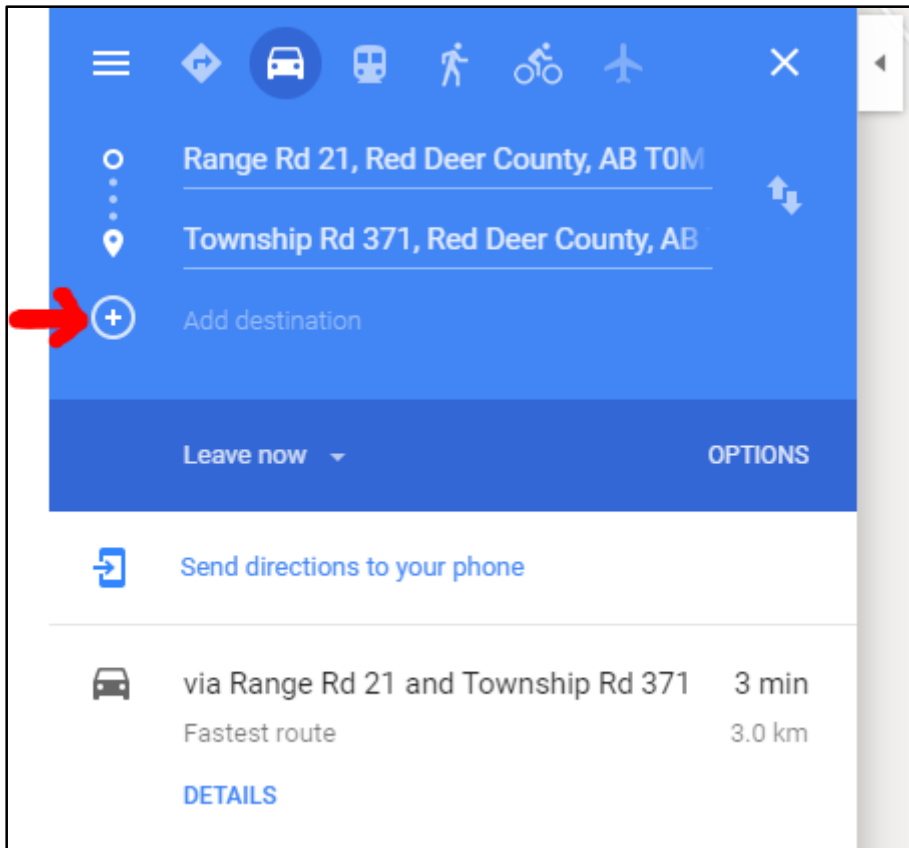 Range Rd 21, Red Deer County, AB T0M
Township Rd 371, Red Deer County, AB
Add destination
Leave now OPTIONS
Send directions to your phone
via Range Rd 21 and Township Rd 371 3 min
Fastest route 3.0 km
DETAILS